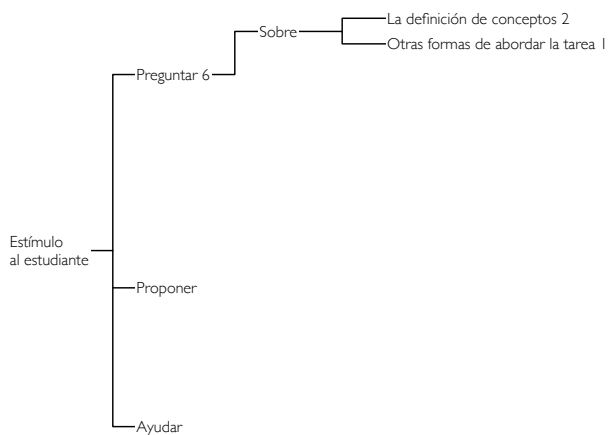 La definición de conceptos 2
Sobre
Otras formas de abordar la tarea 1
Preguntar 6
Estímulo
al estudiante
Proponer
Ayudar